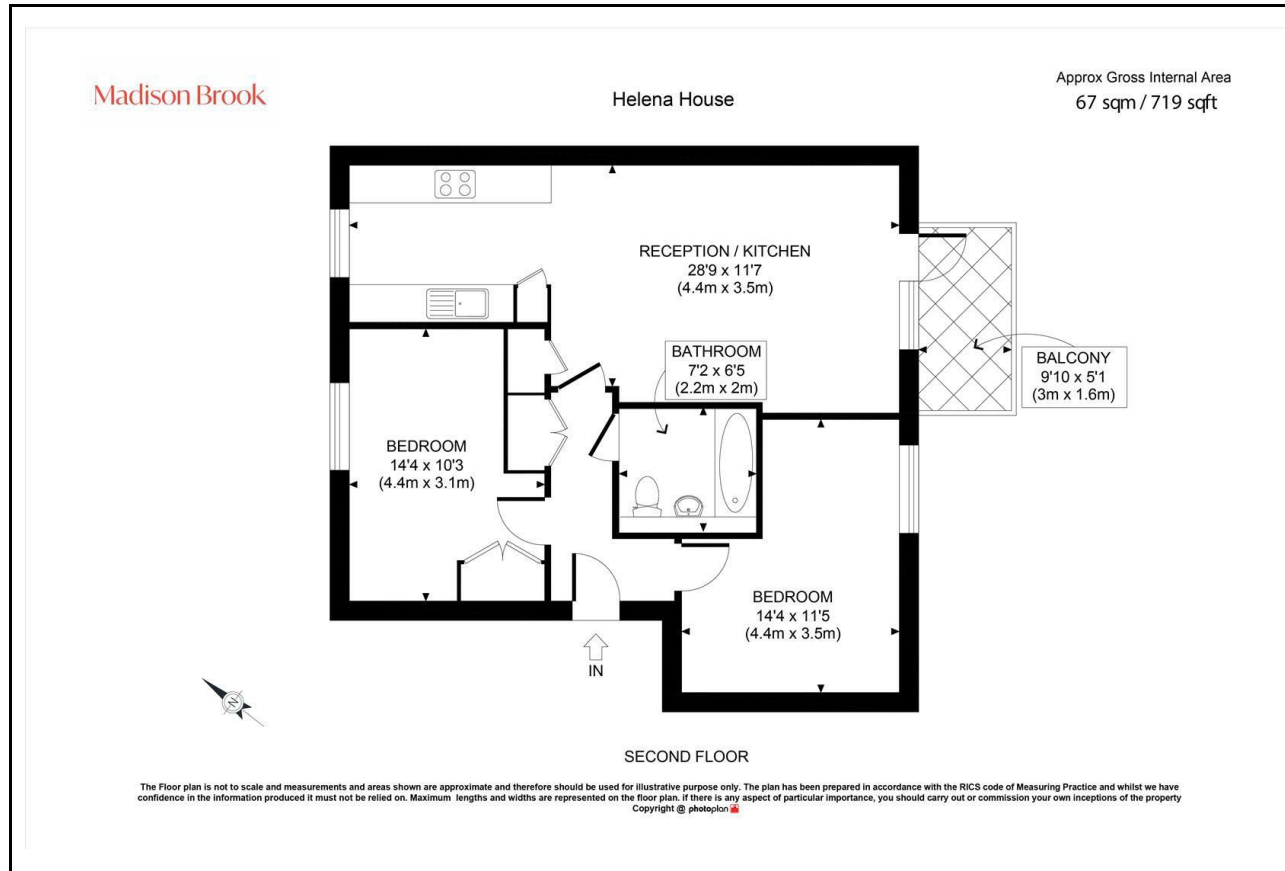 Madison Brook
Helena House
Approx Gross Internal Area
67 sqm / 719 sqft
RECEPTION / KITCHEN
28'9 x 11'7
(4.4m x 3.5m)
BATHROOM
7'2 x 6'5
(2.2m x 2m)
BALCONY
9'10 x 5'1
(3m x 1.6m)
BEDROOM
14'4 x 10'3
(4.4m x 3.1m)
BEDROOM
14'4 x 11'5
(4.4m x 3.5m)
IN
N
SECOND FLOOR
The Floor plan is not to scale and measurements and areas shown are approximate and therefore should be used for illustrative purpose only. The plan has been prepared in accordance with the RICS code of Measuring Practice and whilst we have
confidence in the information produced it must not be relied on. Maximum lengths and widths are represented on the floor plan. if there is any aspect of particular importance, you should carry out or commission your own inceptions of the property
Copyright @ photoplan